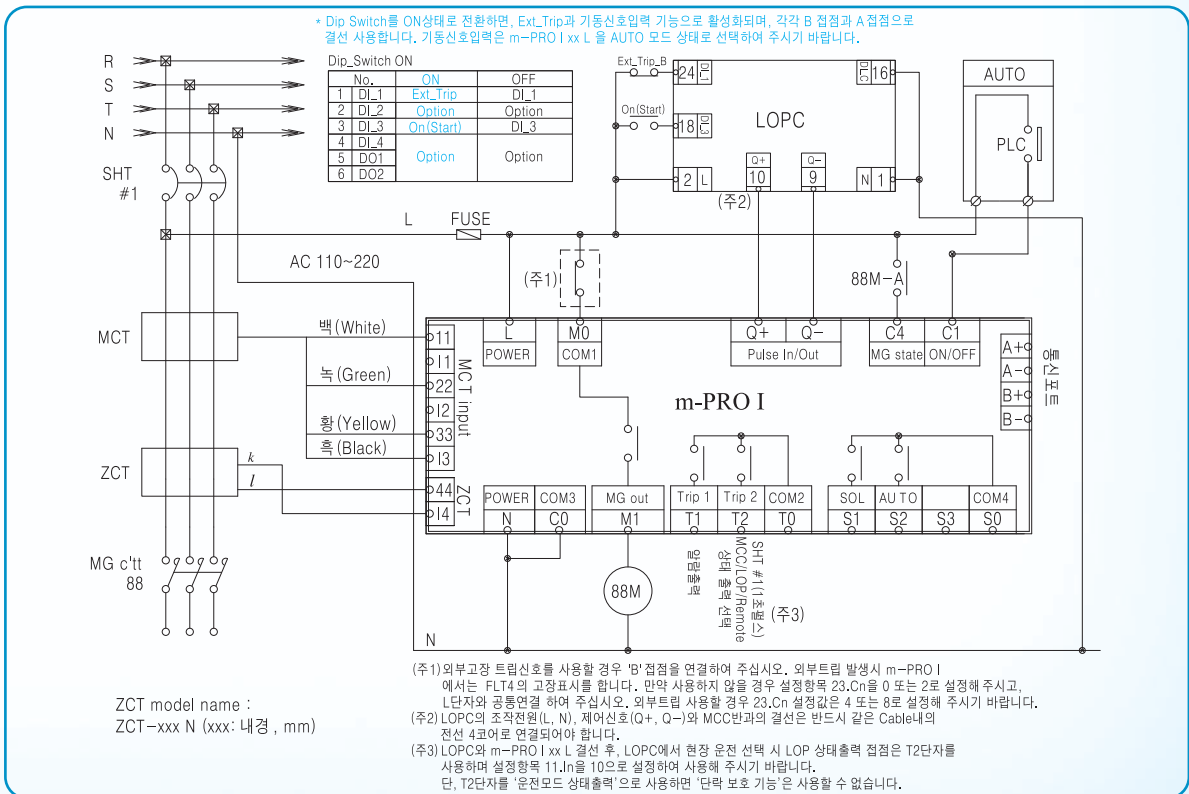 * Dip Switch를 ON상태로 전환하면, Ext_Trip과 기동신호입력 기능으로 활성화되며, 각각 B 접점과 A 접점으로
결선 사용합니다. 기동신호입력은 m-PRO I xx L 을 AUTO 모드 상태로 선택하여 주시기 바랍니다.
R
S
T
N
SHT
#1
Dip_Switch ON
No. ON OFF
1 DI_1 Ext_Trip DI_1
2 DI_2 Option Option
3 DI_3 On(Start) DI_3
4 DI_4
5 DO1 Option Option
6 DO2
Ext_Trip_B
On(Start)
24 DI_1
18 DI_3
2 L
LOPC
DI_C 16
N 1
Q+
10
Q-
9
(주2)
AUTO
PLC
L
FUSE
AC 110~220
(주1)
88M-A
MCT
백(White)
녹(Green)
황(Yellow)
흑(Black)
ZCT
k
l
MG c'tt
88
11
I1
22
I2
33
I3
44
I4
MCT input
ZCT
L
POWER
M0
COM1
Q+
Q-
Pulse In/Out
C4
MG state
C1
ON/OFF
A+
A-
B+
B-
통신포트
m-PRO I
POWER
N
COM3
C0
MG out
M1
Trip 1
T1
Trip 2
T2
COM2
T0
SOL
S1
AUTO
S2
S3
COM4
S0
88M
알람출력
SHT #1(1초펄스)
MCC/LOP/Remote
상태 출력 선택
(주3)
N
ZCT model name :
ZCT-xxx N (xxx: 내경 , mm)
(주1)외부고장 트립신호를 사용할 경우 'B'접점을 연결하여 주십시오. 외부트립 발생시 m-PRO I
에서는 FLT4 의 고장표시를 합니다. 만약 사용하지 않을 경우 설정항목 23.Cn을 0 또는 2로 설정해 주시고,
L단자와 공통연결 하여 주십시오. 외부트립 사용할 경우 23.Cn 설정값은 4 또는 8로 설정해 주시기 바랍니다.
(주2) LOPC의 조작전원(L, N), 제어신호(Q+, Q-)와 MCC반과의 결선은 반드시 같은 Cable내의
전선 4코어로 연결되어야 합니다.
(주3) LOPC와 m-PRO I xx L 결선 후, LOPC에서 현장 운전 선택 시 LOP 상태출력 접점은 T2단자를
사용하며 설정항목 11.In을 10으로 설정하여 사용해 주시기 바랍니다.
단, T2단자를 '운전모드 상태출력'으로 사용하면 '단락 보호 기능'은 사용할 수 없습니다.